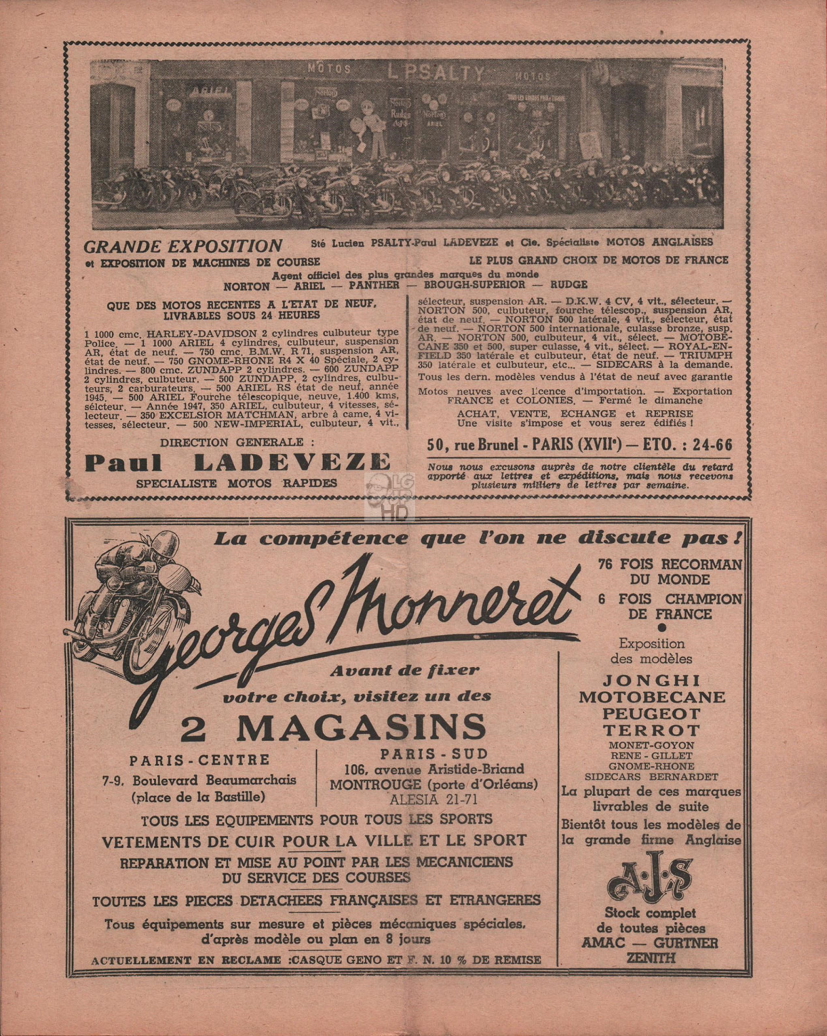 MOTOS L PSALTY MOTOS
ARIEL
GRANDE EXPOSITION
et EXPOSITION DE MACHINES DE COURSE
Sté Lucien PSALTY-Paul LADEVEZE et Cie. Spécialiste MOTOS ANGLAISES
LE PLUS GRAND CHOIX DE MOTOS DE FRANCE
Agent officiel des plus grandes marques du monde
NORTON — ARIEL — PANTHER — BROUGH-SUPERIOR — RUDGE
QUE DES MOTOS RECENTES A L'ETAT DE NEUF,
LIVRABLES SOUS 24 HEURES
1 1000 cmc. HARLEY-DAVIDSON 2 cylindres culbuteur type
Police. — 1 1000 ARIEL 4 cylindres, culbuteur, suspension
AR, état de neuf. — 750 cmc. B.M.W. R 71, suspension AR,
état de neuf. — 750 GNOME-RHONE R4 X 40 Spéciale, 2 cy-
lindres. — 800 cmc. ZUNDAPP 2 cylindres. — 600 ZUNDAPP
2 cylindres, culbuteur. — 500 ZUNDAPP, 2 cylindres, culbu-
teurs, 2 carburateurs. — 500 ARIEL RS état de neuf, année
1945. — 500 ARIEL Fourche télescopique, neuve, 1.400 kms,
sélcteur. — Année 1947, 350 ARIEL, culbuteur, 4 vitesses, sé-
lecteur. — 350 EXCELSIOR MATCHMAN, arbre à came, 4 vi-
tesses, sélecteur. — 500 NEW-IMPERIAL, culbuteur, 4 vit.,
DIRECTION GENERALE :
Paul LADEVEZE
SPECIALISTE MOTOS RAPIDES
sélecteur, suspension AR. — D.K.W. 4 CV, 4 vit., sélecteur. —
NORTON 500, culbuteur, fourche télescop., suspension AR,
état de neuf. — NORTON 500 latérale, 4 vit., sélecteur, état
de neuf. — NORTON 500 internationale, culasse bronze, susp.
AR. — NORTON 500, culbuteur, 4 vit., sélect. — MOTOBE-
CANE 350 et 500, super culasse, 4 vit., sélect. — ROYAL-EN-
FIELD 350 latérale et culbuteur, état de neuf. — TRIUMPH
350 latérale et culbuteur, etc... — SIDECARS à la demande.
Tous les dern. modèles vendus à l'état de neuf avec garantie
Motos neuves avec licence d'importation. — Exportation
FRANCE et COLONIES. — Fermé le dimanche
ACHAT, VENTE, ECHANGE et REPRISE
Une visite s'impose et vous serez édifiés !
50, rue Brunel - PARIS (XVIIe) — ETO. : 24-66
Nous nous excusons auprès de notre clientèle du retard
apporté aux lettres et expéditions, mais nous recevons
plusieurs milliers de lettres par semaine.
LG
HD
La compétence que l'on ne discute pas !
Georges Monneret
Avant de fixer
votre choix, visitez un des
2 MAGASINS
PARIS-CENTRE
7-9, Boulevard Beaumarchais
(place de la Bastille)
PARIS - SUD
106, avenue Aristide-Briand
MONTROUGE (porte d'Orléans)
ALESIA 21-71
TOUS LES EQUIPEMENTS POUR TOUS LES SPORTS
VETEMENTS DE CUIR POUR LA VILLE ET LE SPORT
REPARATION ET MISE AU POINT PAR LES MECANICIENS
DU SERVICE DES COURSES
TOUTES LES PIECES DETACHEES FRANÇAISES ET ETRANGERES
Tous équipements sur mesure et pièces mécaniques spéciales,
d'après modèle ou plan en 8 jours
ACTUELLEMENT EN RECLAME :CASQUE GENO ET F. N. 10 % DE REMISE
76 FOIS RECORMAN
DU MONDE
6 FOIS CHAMPION
DE FRANCE
Exposition
des modèles
JONGHI
MOTOBECANE
PEUGEOT
TERROT
MONET-GOYON
RENE - GILLET
GNOME-RHONE
SIDECARS BERNARDET
La plupart de ces marques
livrables de suite
Bientôt tous les modèles de
la grande firme Anglaise
A.J.S
Stock complet
de toutes pièces
AMAC — GURTNER
ZENITH